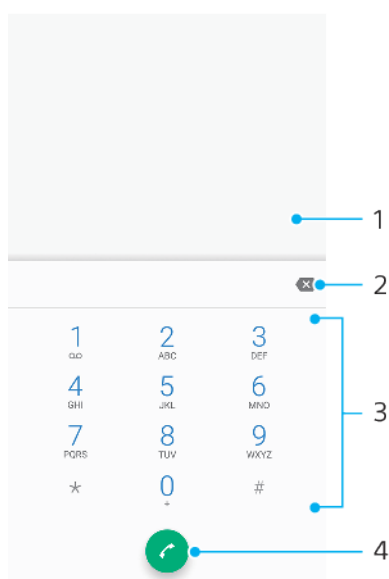 1
2
1 2 3
ABC DEF
4 5 6
GHI JKL MNO
3
7 8 9
PQRS TUV WXYZ
* 0 #
+
4